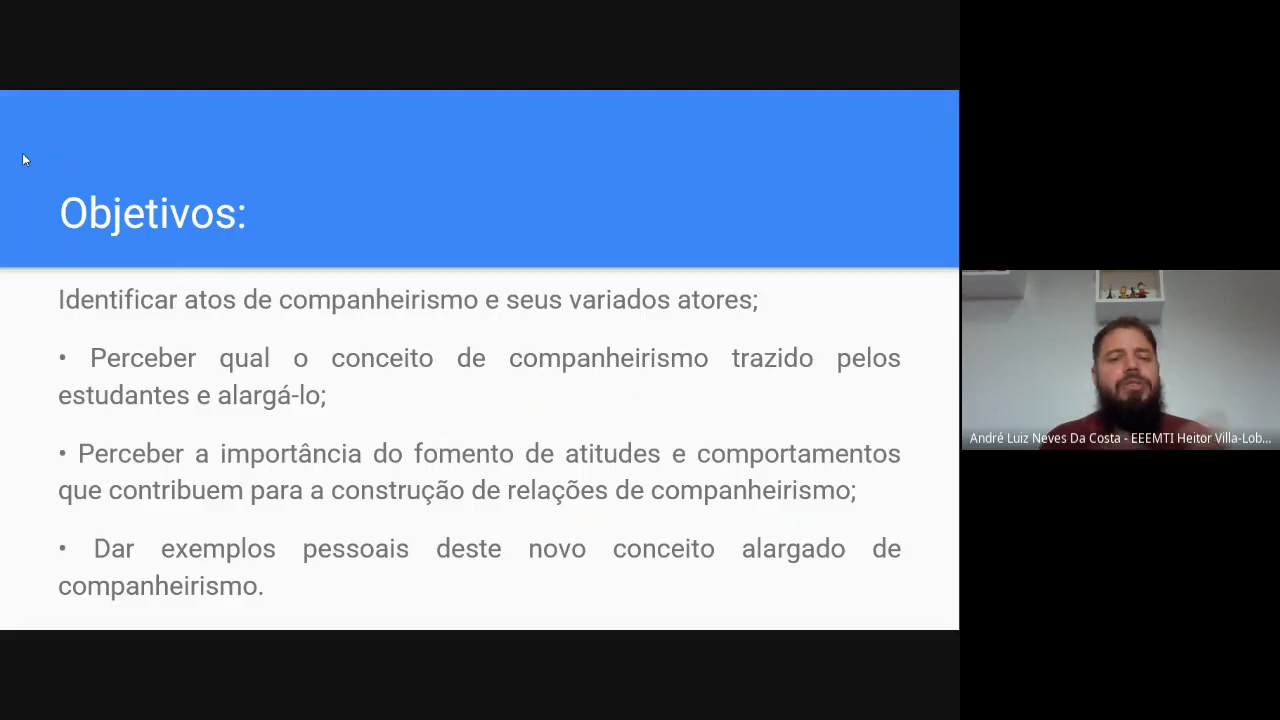 Objetivos:
Identificar atos de companheirismo e seus variados atores;
• Perceber qual o conceito de companheirismo trazido pelos
estudantes e alargá-lo;
• Perceber a importância do fomento de atitudes e comportamentos
que contribuem para a construção de relações de companheirismo;
• Dar exemplos pessoais deste novo conceito alargado de
companheirismo.
André Luiz Neves Da Costa - EEEMTI Heitor Villa-Lob...